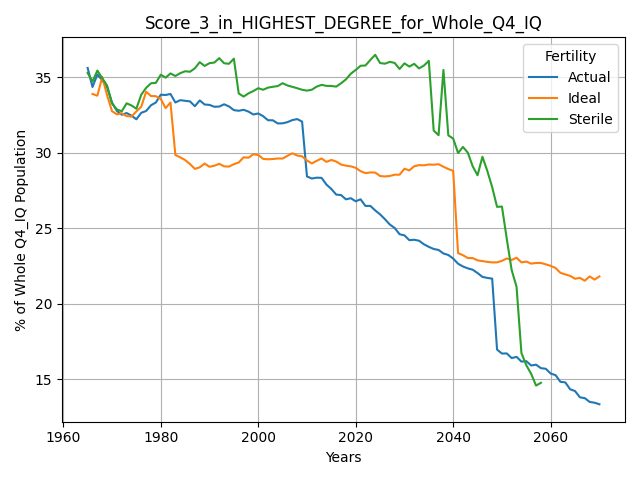 Score_3_in_HIGHEST_DEGREE_for_Whole_Q4_IQ
% of Whole Q4_IQ Population
35
30
25
20
15
Fertility
Actual
Ideal
Sterile
1960 1980 2000 2020 2040 2060
Years